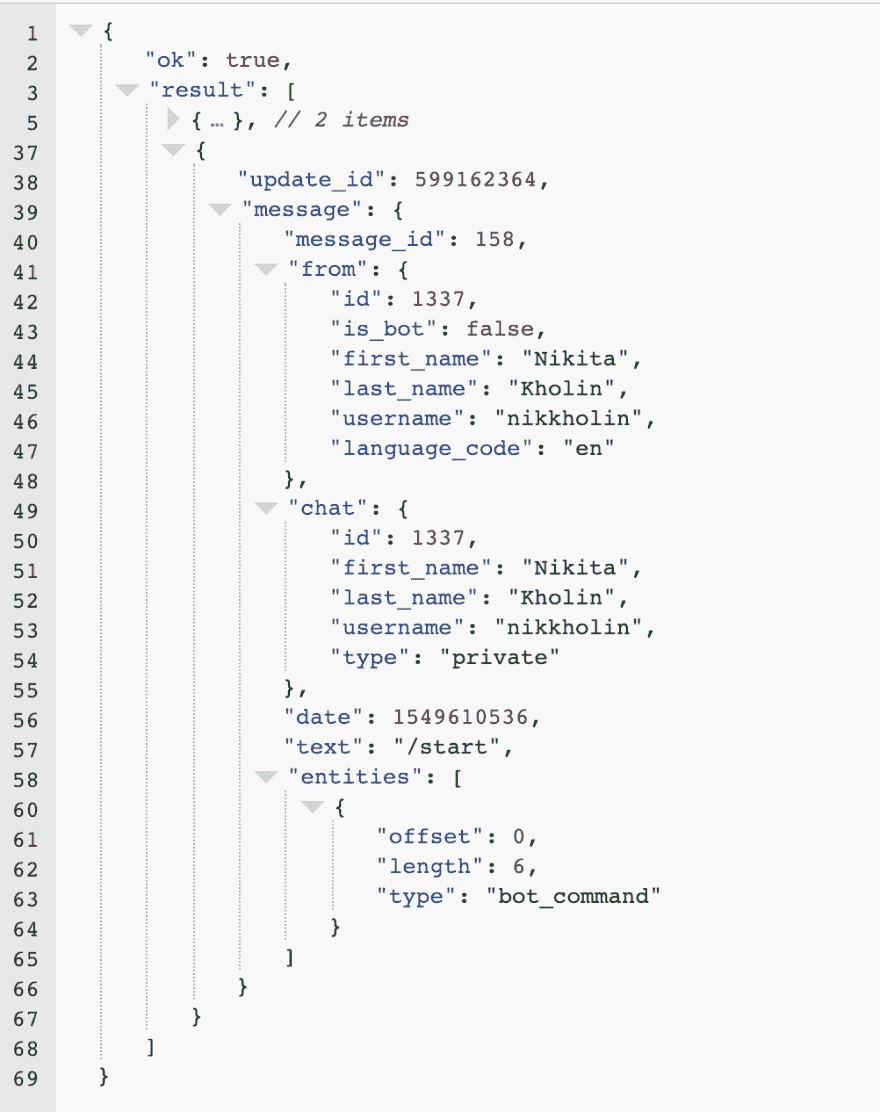 1 {
2 "ok": true,
3 "result": [
5 { … }, // 2 items
37 {
38 "update_id": 599162364,
39 "message": {
40 "message_id": 158,
41 "from": {
42 "id": 1337,
43 "is_bot": false,
44 "first_name": "Nikita",
45 "last_name": "Kholin",
46 "username": "nikkholin",
47 "language_code": "en"
48 },
49 "chat": {
50 "id": 1337,
51 "first_name": "Nikita",
52 "last_name": "Kholin",
53 "username": "nikkholin",
54 "type": "private"
55 },
56 "date": 1549610536,
57 "text": "/start",
58 "entities": [
60 {
61 "offset": 0,
62 "length": 6,
63 "type": "bot_command"
64 }
65 ]
66 }
67 }
68 ]
69 }